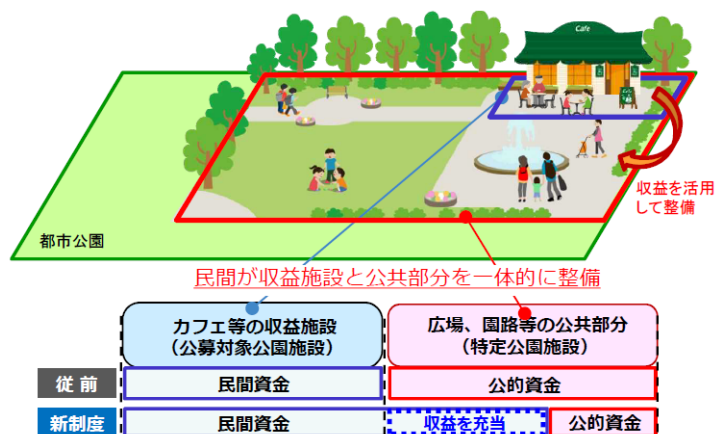 Cafe
収益を活用
して整備
都市公園
民間が収益施設と公共部分を一体的に整備
カフェ等の収益施設
（公募対象公園施設）
広場、園路等の公共部分
（特定公園施設）
従 前
民間資金
公的資金
新制度
民間資金
収益を充当
公的資金